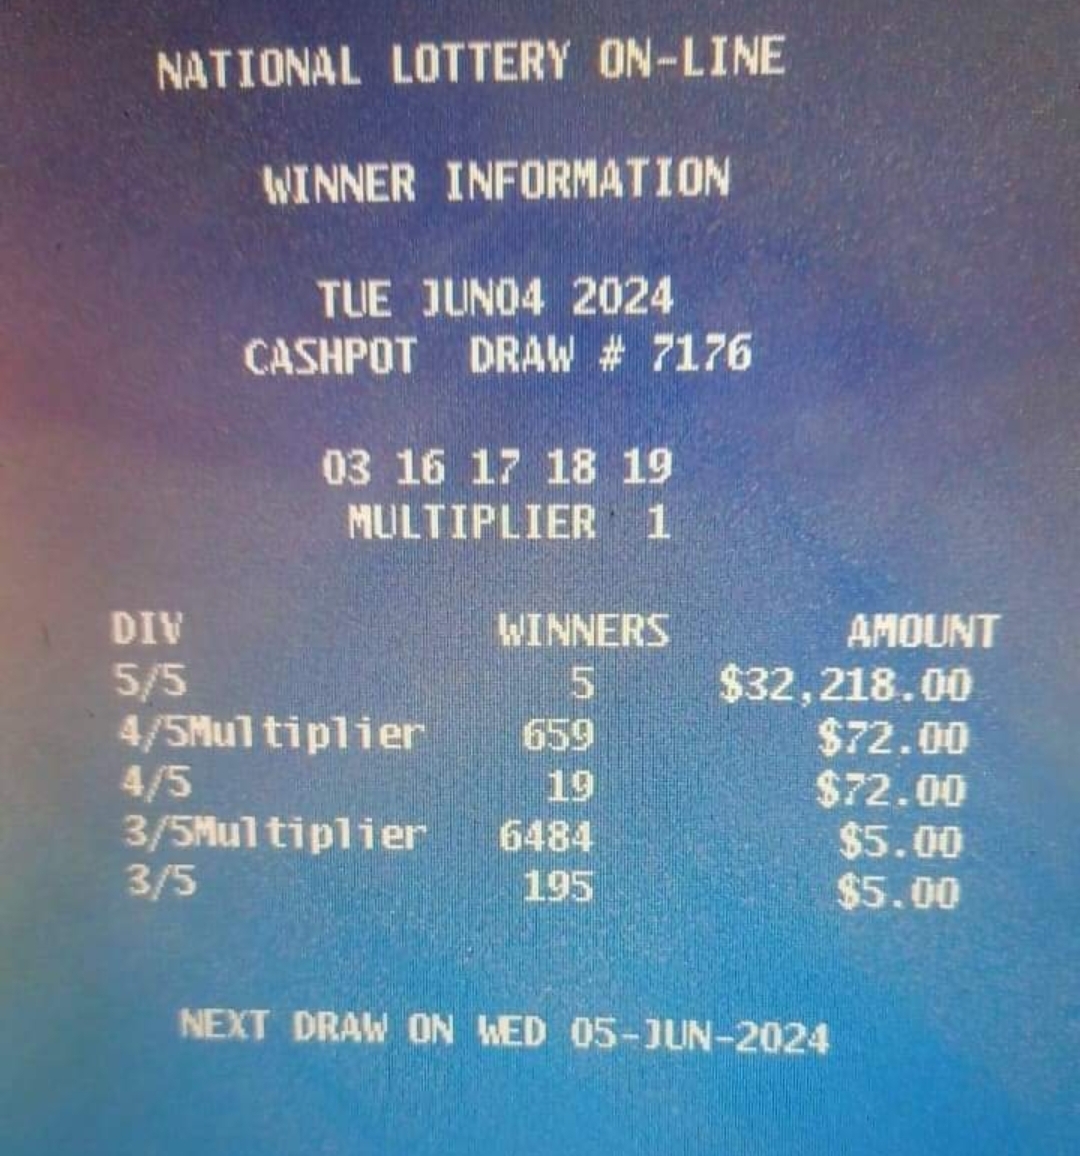 NATIONAL LOTTERY ON-LINE
WINNER INFORMATION
TUE JUN04 2024
CASHPOT DRAW # 7176
03 16 17 18 19
MULTIPLIER 1
DIV WINNERS AMOUNT
5/5 5 $32,218.00
4/5Multiplier 659 $72.00
4/5 19 $72.00
3/5Multiplier 6484 $5.00
3/5 195 $5.00
NEXT DRAW ON WED 05-JUN-2024